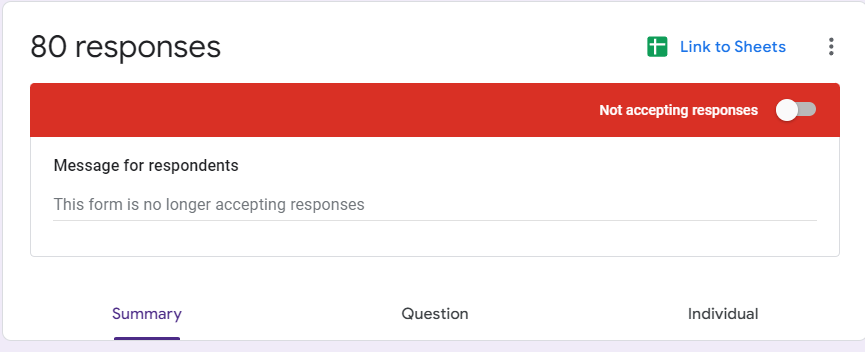 80 responses
Link to Sheets
Not accepting responses
Message for respondents
This form is no longer accepting responses
Summary
Question
Individual